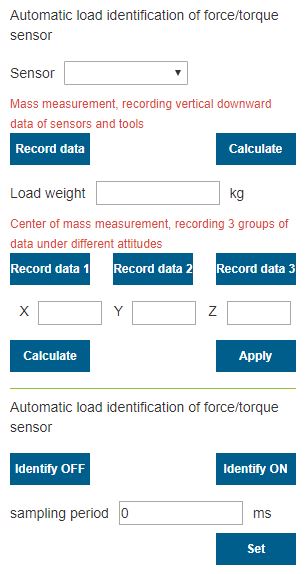 Automatic load identification of force/torque
sensor
Sensor
Mass measurement, recording vertical downward
data of sensors and tools
Record data Calculate
Load weight kg
Center of mass measurement, recording 3 groups of
data under different attitudes
Record data 1 Record data 2 Record data 3
X Y Z
Calculate Apply
Automatic load identification of force/torque
sensor
Identify OFF Identify ON
sampling period 0 ms
Set